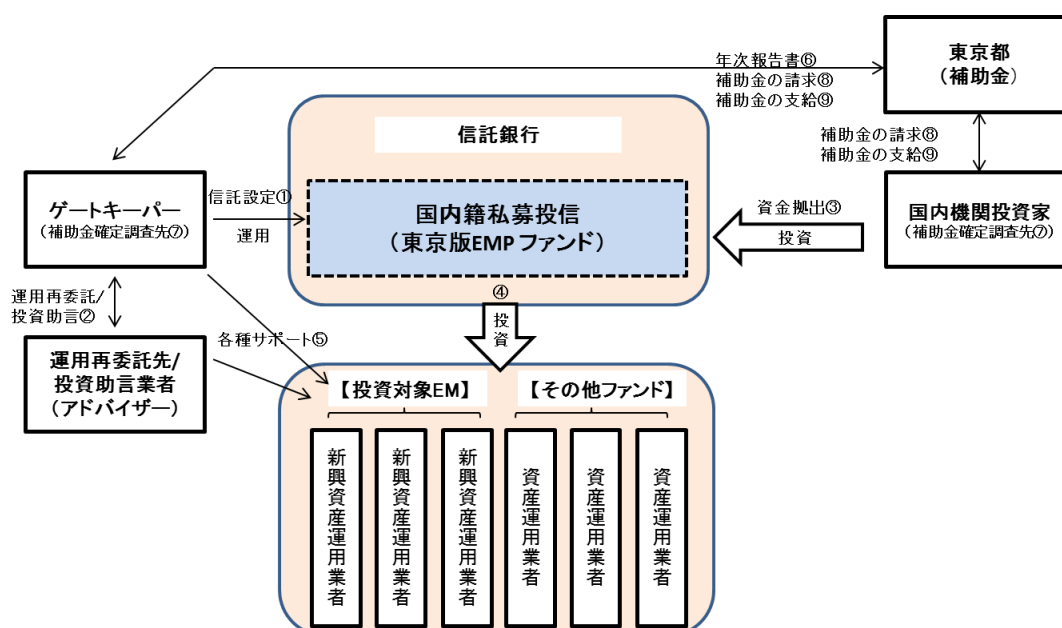 年次報告書⑥
補助金の請求⑧
補助金の支給⑨
東京都
(補助金)
補助金の請求⑧
補助金の支給⑨
信託銀行
ゲートキーパー
(補助金確定調査先⑦)
信託設定①
運用
国内籍私募投信
(東京版EMP ファンド)
資金拠出③
投資
国内機関投資家
(補助金確定調査先⑦)
運用再委託/
投資助言②
④
投資
各種サポート⑤
運用再委託先/
投資助言業者
(アドバイザー)
【投資対象EM】
【その他ファンド】
新興資産運用業者
新興資産運用業者
新興資産運用業者
資産運用業者
資産運用業者
資産運用業者